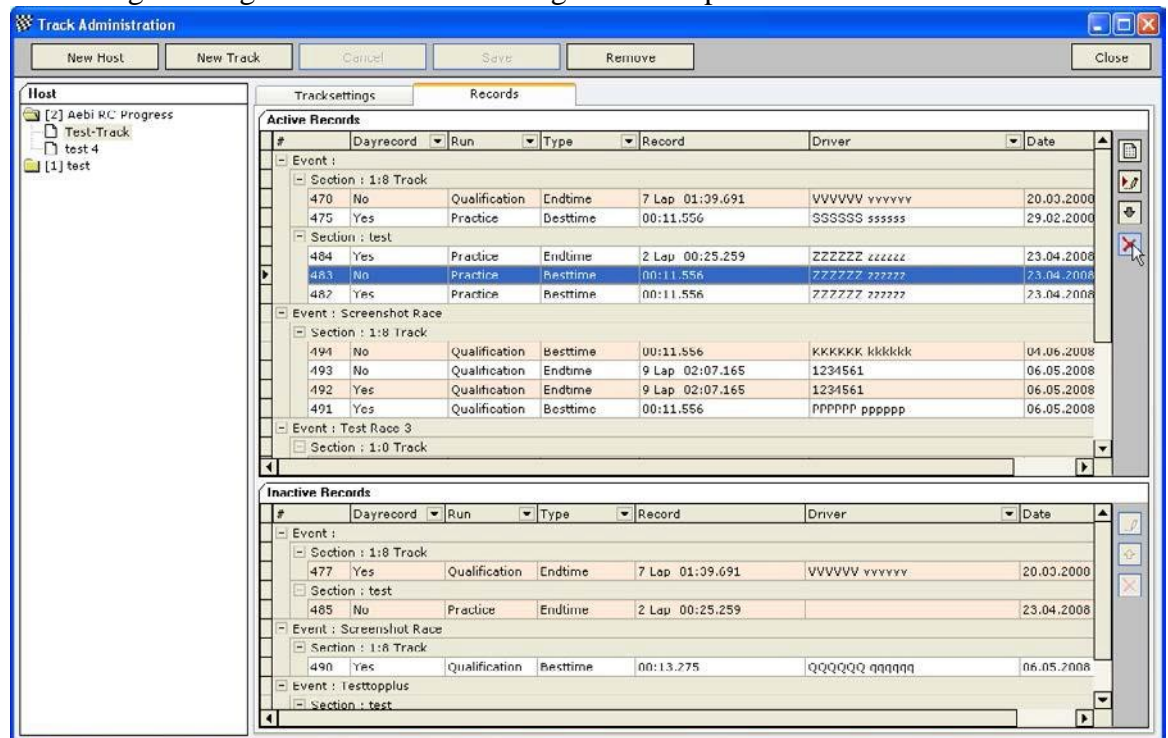 Track Administration
New Host New Track Cancel Save Remove Close
Host
[2] Aebi RC Progress
Test-Track
test 4
[1] test
Tracksettings Records
Active Records
# Dayrecord Run Type Record Driver Date
Event :
Section : 1:8 Track
470 No Qualification Endtime 7 Lap 01:39.691 VVVVVV vvvvvv 20.03.2008
475 Yes Practice Besttime 00:11.556 SSSSSS ssssss 29.02.2008
Section : test
484 Yes Practice Endtime 2 Lap 00:25.259 ZZZZZZ zzzzzz 23.04.2008
483 No Practice Besttime 00:11.556 ZZZZZZ zzzzzz 23.04.2008
482 Yes Practice Besttime 00:11.556 ZZZZZZ zzzzzz 23.04.2008
Event : Screenshot Race
Section : 1:8 Track
494 No Qualification Besttime 00:11.556 KKKKKK kkkkkk 04.06.2008
493 No Qualification Endtime 9 Lap 02:07.165 1234561 06.05.2008
492 Yes Qualification Endtime 9 Lap 02:07.165 1234561 06.05.2008
491 Yes Qualification Besttime 00:11.556 PPPPPP pppppp 06.05.2008
Event : Test Race 3
Section : 1:8 Track
Inactive Records
# Dayrecord Run Type Record Driver Date
Event :
Section : 1:8 Track
477 Yes Qualification Endtime 7 Lap 01:39.691 VVVVVV vvvvvv 20.03.2008
Section : test
485 No Practice Endtime 2 Lap 00:25.259 23.04.2008
Event : Screenshot Race
Section : 1:8 Track
490 Yes Qualification Besttime 00:13.275 QQQQQQ qqqqqq 06.05.2008
Event : Testtopplus
Section : test